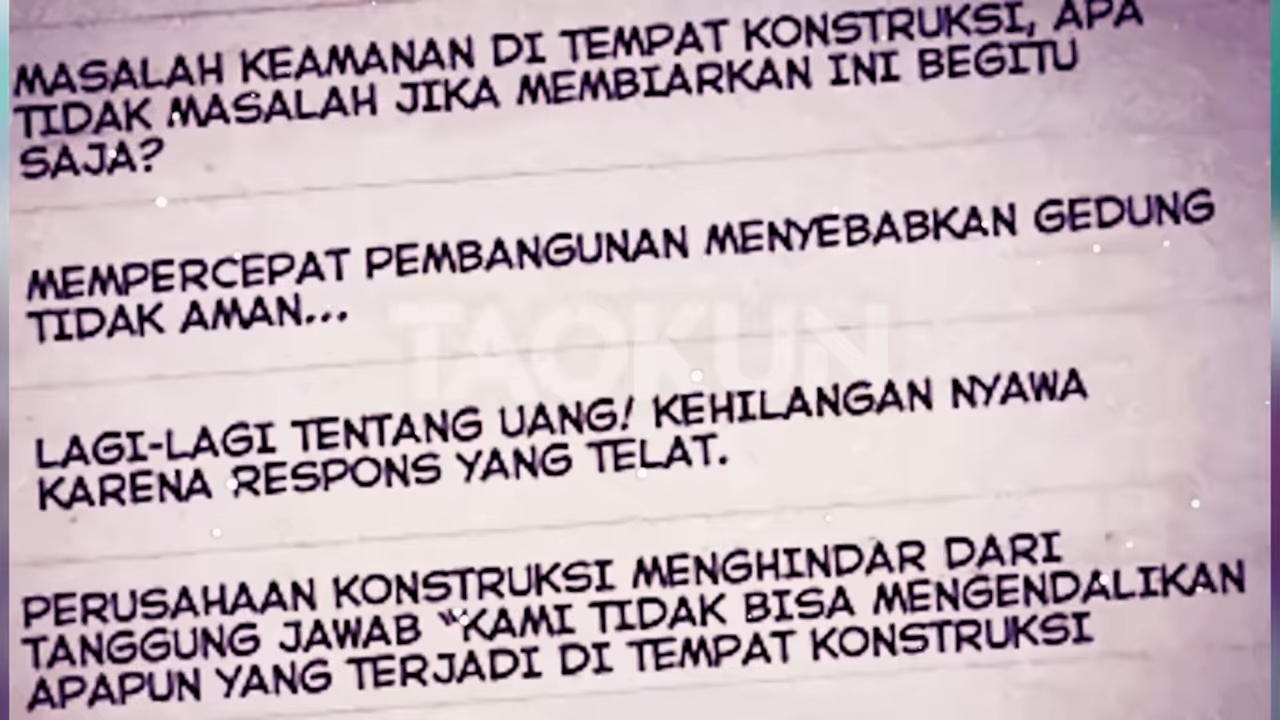 MASALAH KEAMANAN DI TEMPAT KONSTRUKSI, APA
TIDAK MASALAH JIKA MEMBIARKAN INI BEGITU
SAJA?
MEMPERCEPAT PEMBANGUNAN MENYEBABKAN GEDUNG
TIDAK AMAN...
TAOKUN
LAGI-LAGI TENTANG UANG! KEHILANGAN NYAWA
KARENA RESPONS YANG TELAT.
PERUSAHAAN KONSTRUKSI MENGHINDAR DARI
TANGGUNG JAWAB "KAMI TIDAK BISA MENGENDALIKAN
APAPUN YANG TERJADI DI TEMPAT KONSTRUKSI